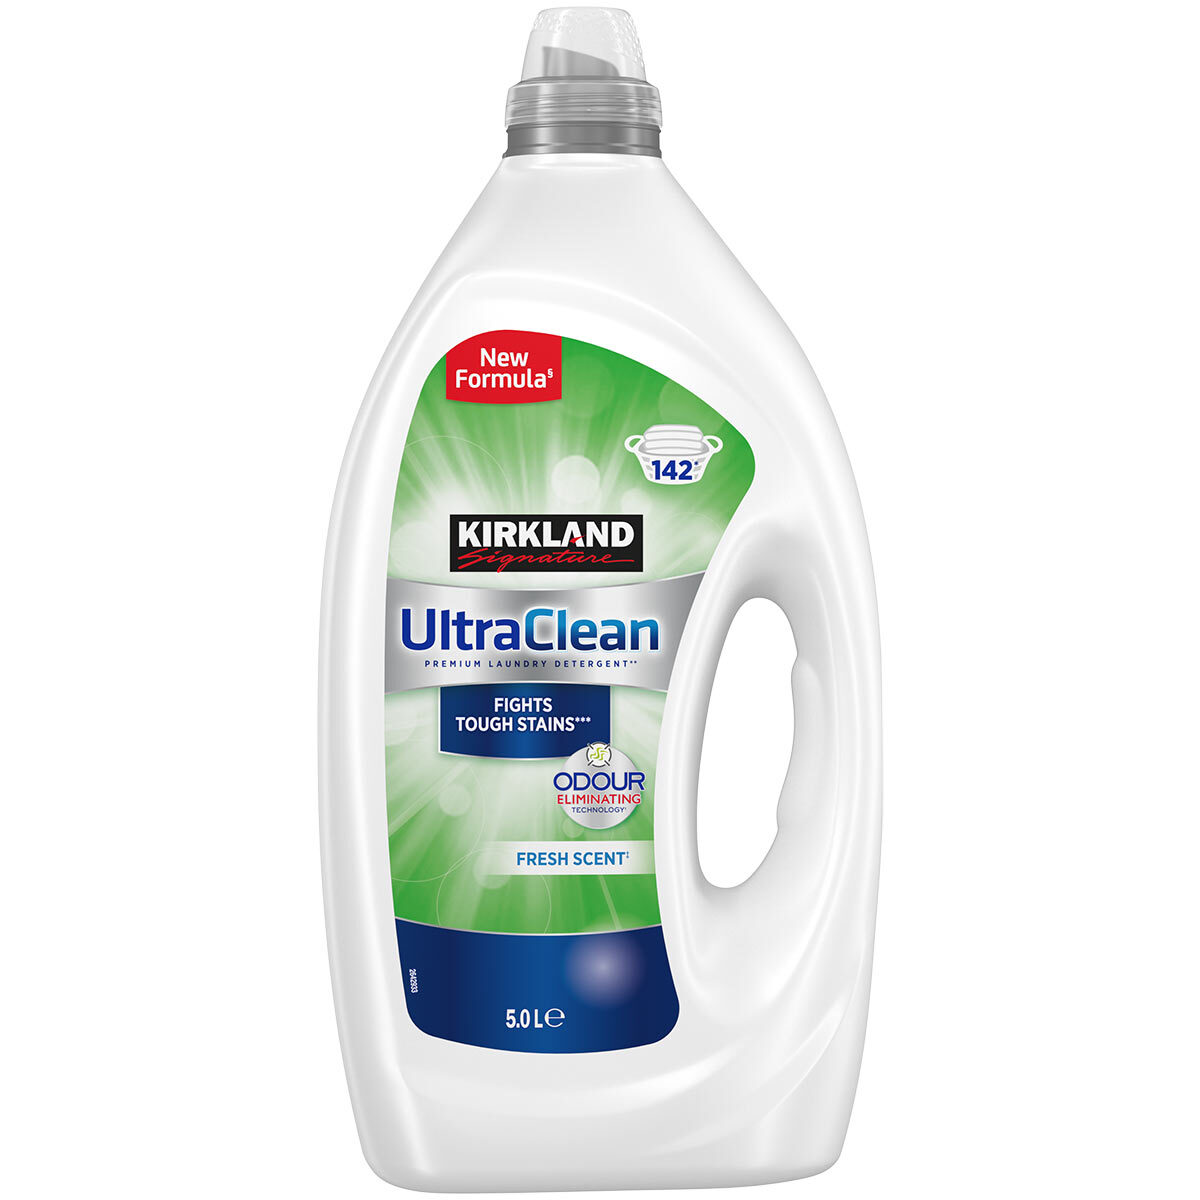 New
Formula§
142*
KIRKLAND
Signature
UltraClean
PREMIUM LAUNDRY DETERGENT**
FIGHTS
TOUGH STAINS***
ODOUR
ELIMINATING
TECHNOLOGY†
FRESH SCENT‡
2642933
5.0 L℮